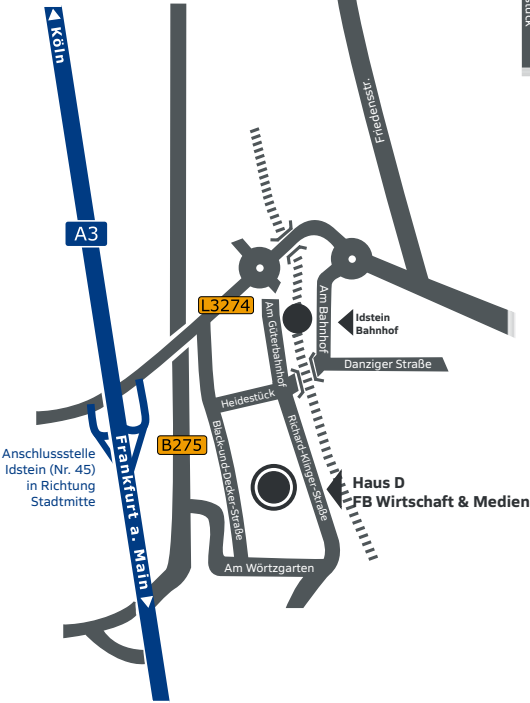 Köln
Friedensstr.
A3
L3274
Am Güterbahnhof
Am Bahnhof
Idstein
Bahnhof
Danziger Straße
Heidestück
Black-und-Decker-Straße
Richard-Klinger-Straße
B275
Anschlussstelle
Idstein (Nr. 45)
in Richtung
Stadtmitte
Frankfurt a. Main
Haus D
FB Wirtschaft & Medien
Am Wörtzgarten